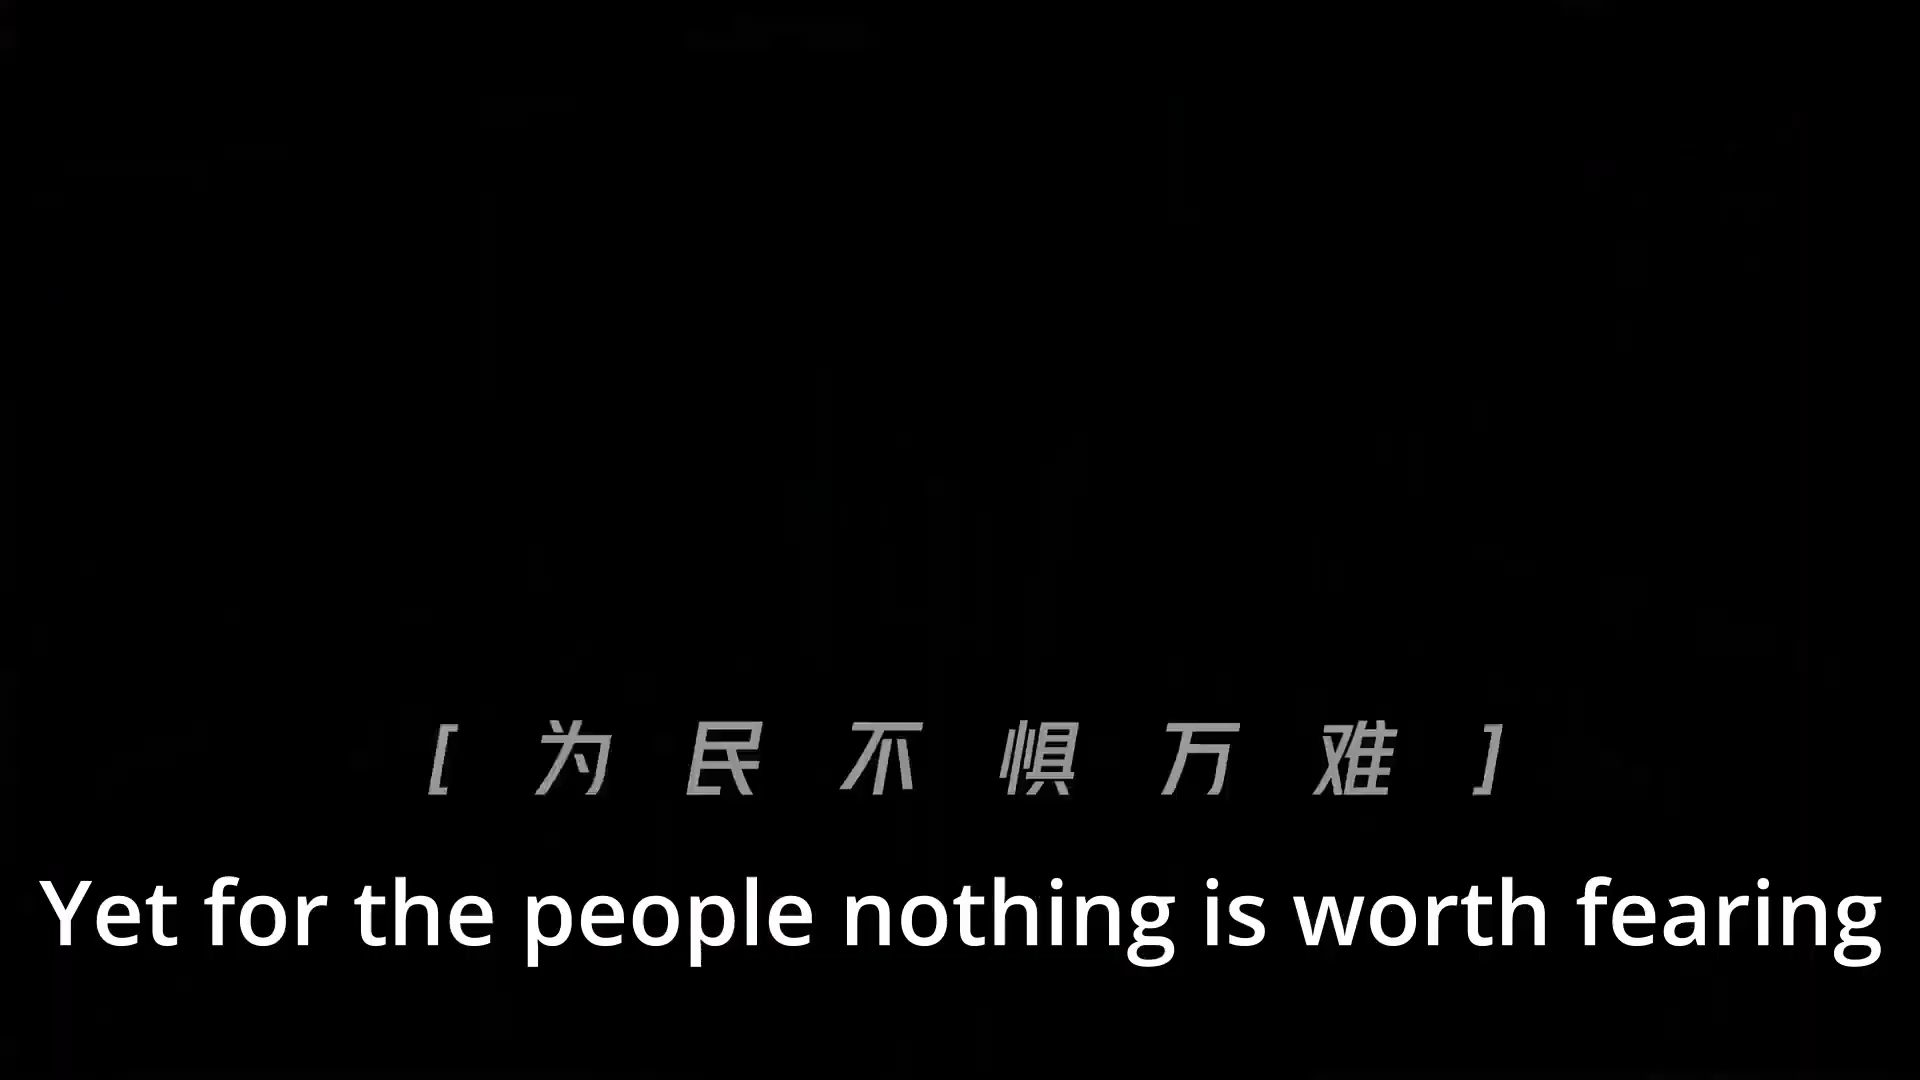 [ 为 民 不 惧 万 难 ]
Yet for the people nothing is worth fearing